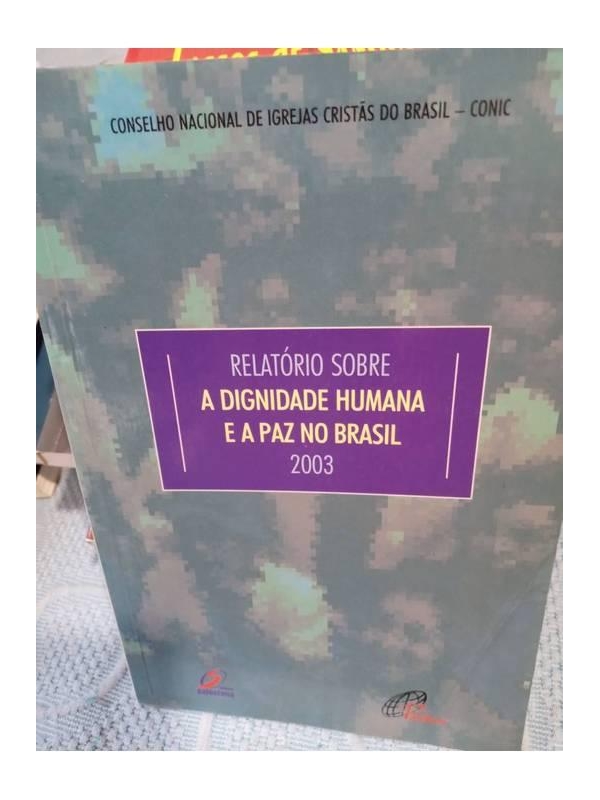 CONSELHO NACIONAL DE IGREJAS CRISTÃS DO BRASIL – CONIC
RELATÓRIO SOBRE
A DIGNIDADE HUMANA
E A PAZ NO BRASIL
2003